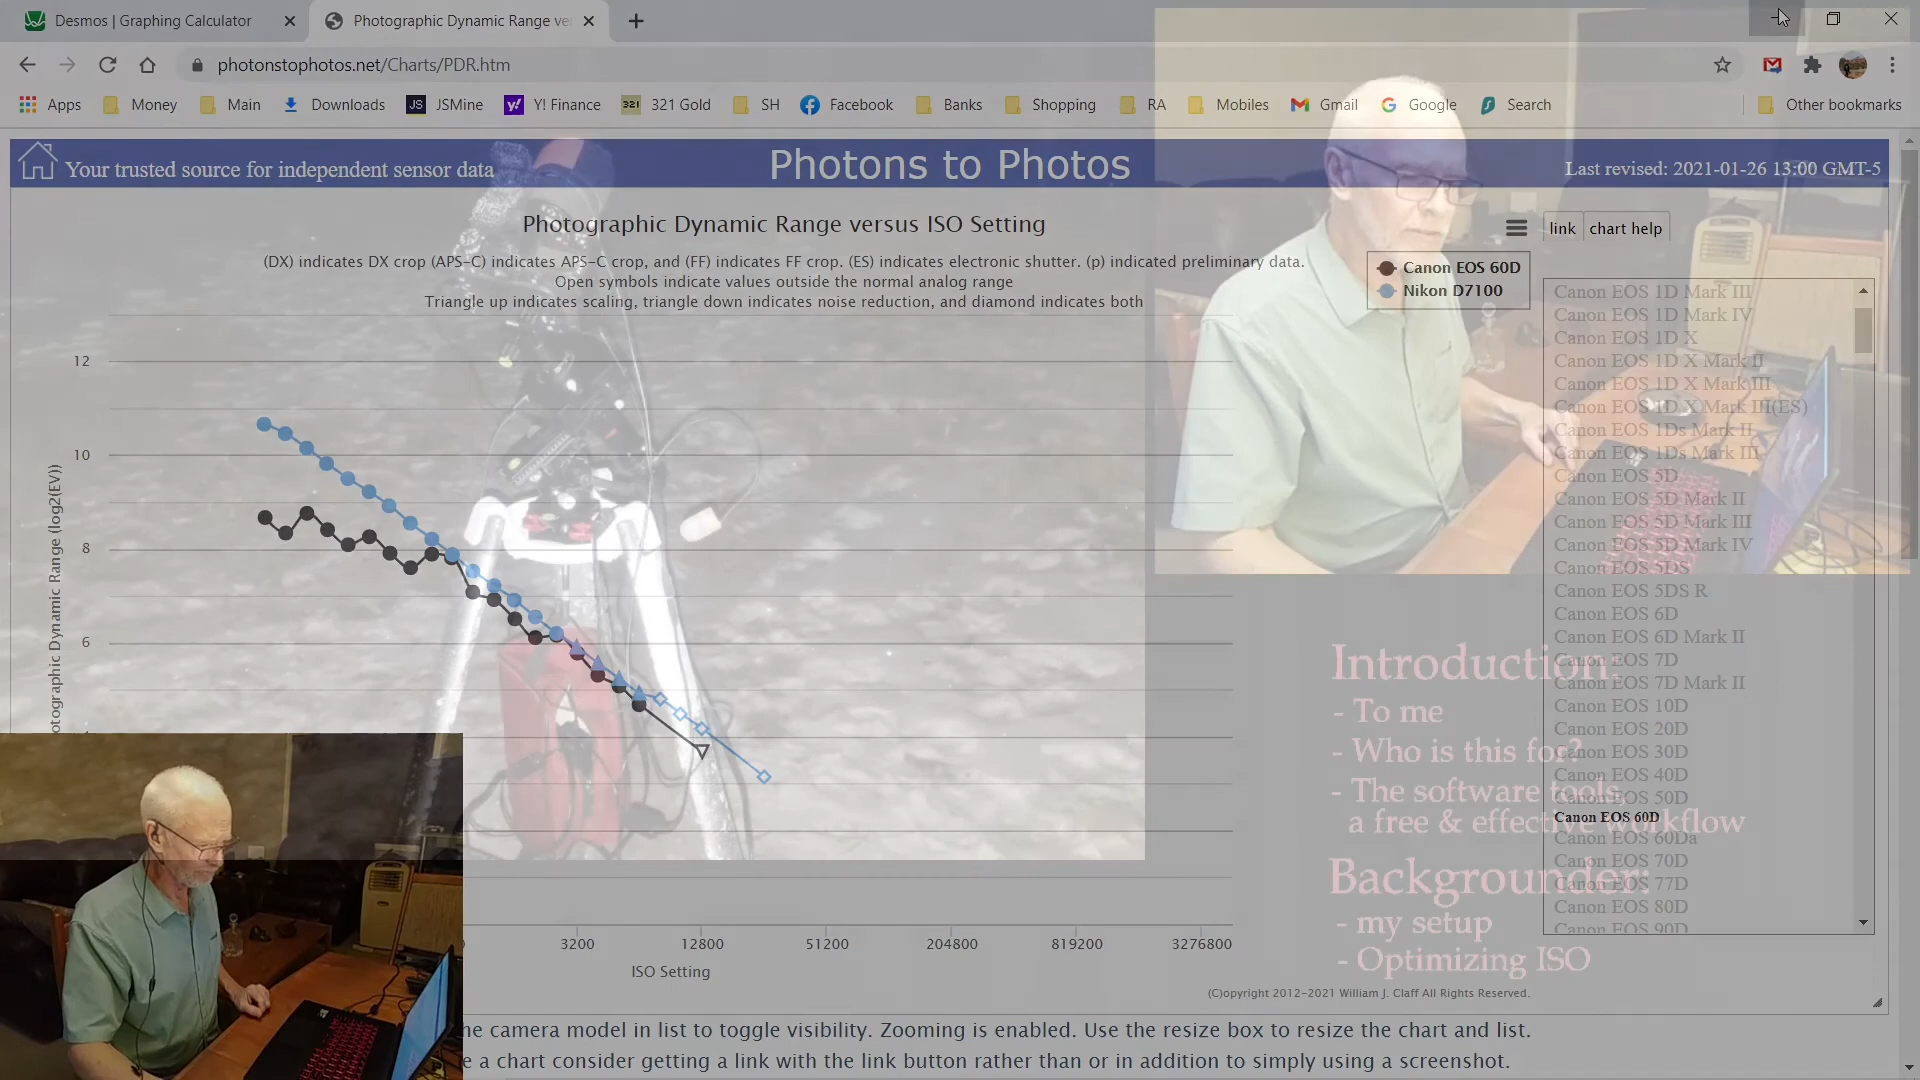 Desmos | Graphing Calculator
Photographic Dynamic Range ve
photonstophotos.net/Charts/PDR.htm
Apps Money Main Downloads JSMine Y! Finance 321 Gold SH Facebook Banks Shopping RA Mobiles Gmail Google Search Other bookmarks
Your trusted source for independent sensor data
Photons to Photos
Last revised: 2021-01-26 13:00 GMT-5
Photographic Dynamic Range versus ISO Setting
link
chart help
(DX) indicates DX crop (APS-C) indicates APS-C crop, and (FF) indicates FF crop. (ES) indicates electronic shutter. (p) indicated preliminary data.
Open symbols indicate values outside the normal analog range
Triangle up indicates scaling, triangle down indicates noise reduction, and diamond indicates both
Canon EOS 60D
Nikon D7100
12
10
8
6
otographic Dynamic Range (log2(EV))
3200
12800
51200
204800
819200
3276800
ISO Setting
Canon EOS 1D Mark III
Canon EOS 1D Mark IV
Canon EOS 1D X
Canon EOS 1D X Mark II
Canon EOS 1D X Mark III
Canon EOS 1D X Mark III(ES)
Canon EOS 1Ds Mark II
Canon EOS 1Ds Mark III
Canon EOS 5D
Canon EOS 5D Mark II
Canon EOS 5D Mark III
Canon EOS 5D Mark IV
Canon EOS 5DS
Canon EOS 5DS R
Canon EOS 6D
Canon EOS 6D Mark II
Canon EOS 7D
Canon EOS 7D Mark II
Canon EOS 10D
Canon EOS 20D
Canon EOS 30D
Canon EOS 40D
Canon EOS 50D
Canon EOS 60D
Canon EOS 60Da
Canon EOS 70D
Canon EOS 77D
Canon EOS 80D
Canon EOS 90D
Introduction:
- To me
- Who is this for?
- The software tools,
a free & effective workflow
Backgrounder:
- my setup
- Optimizing ISO
(C)opyright 2012-2021 William J. Claff All Rights Reserved.
ne camera model in list to toggle visibility. Zooming is enabled. Use the resize box to resize the chart and list.
e a chart consider getting a link with the link button rather than or in addition to simply using a screenshot.